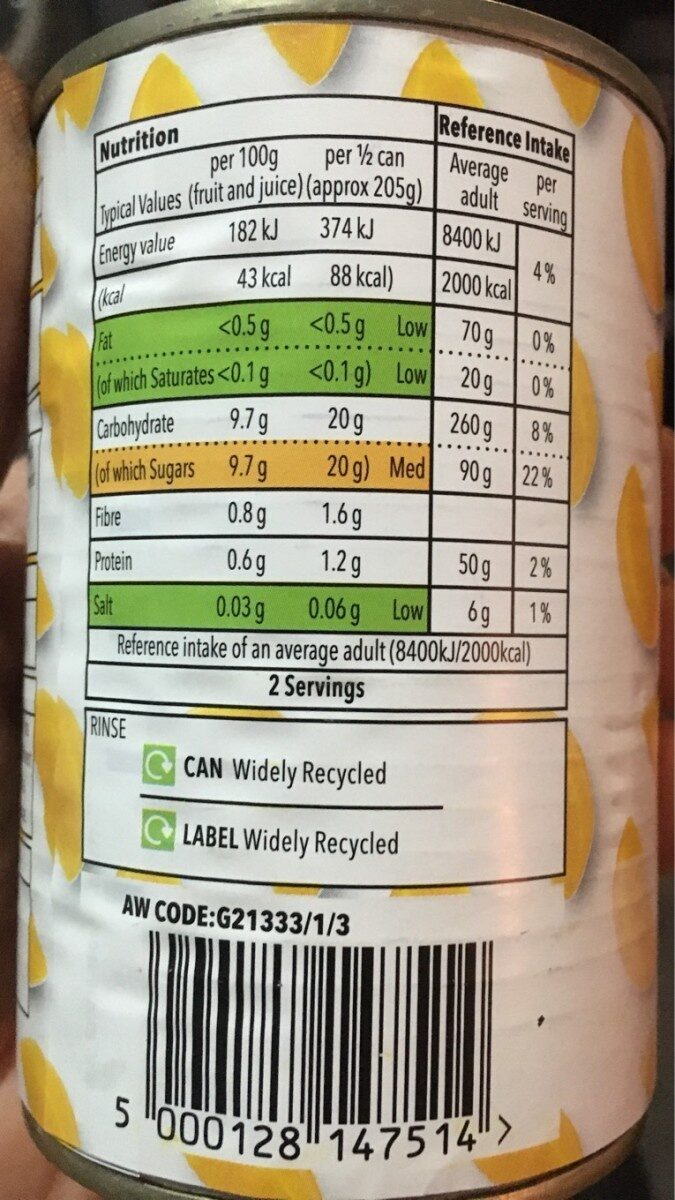 Nutrition
Reference Intake
per 100g per ½ can Average per
Typical Values (fruit and juice) (approx 205g) adult serving
Energy value 182 kJ 374 kJ 8400 kJ
4%
(kcal 43 kcal 88 kcal) 2000 kcal
Fat <0.5 g <0.5 g Low 70 g 0%
(of which Saturates <0.1 g <0.1 g) Low 20 g 0%
Carbohydrate 9.7 g 20 g 260 g 8%
(of which Sugars 9.7 g 20 g) Med 90 g 22%
Fibre 0.8 g 1.6 g
Protein 0.6 g 1.2 g 50 g 2%
Salt 0.03 g 0.06 g Low 6 g 1%
Reference intake of an average adult (8400kJ/2000kcal)
2 Servings
RINSE
CAN Widely Recycled
LABEL Widely Recycled
AW CODE:G21333/1/3
5 000128 147514 >